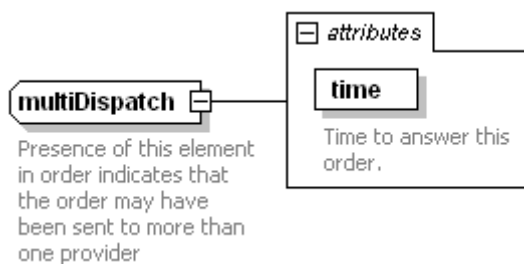 attributes
multiDispatch
time
Presence of this element
in order indicates that
the order may have
been sent to more than
one provider
Time to answer this
order.